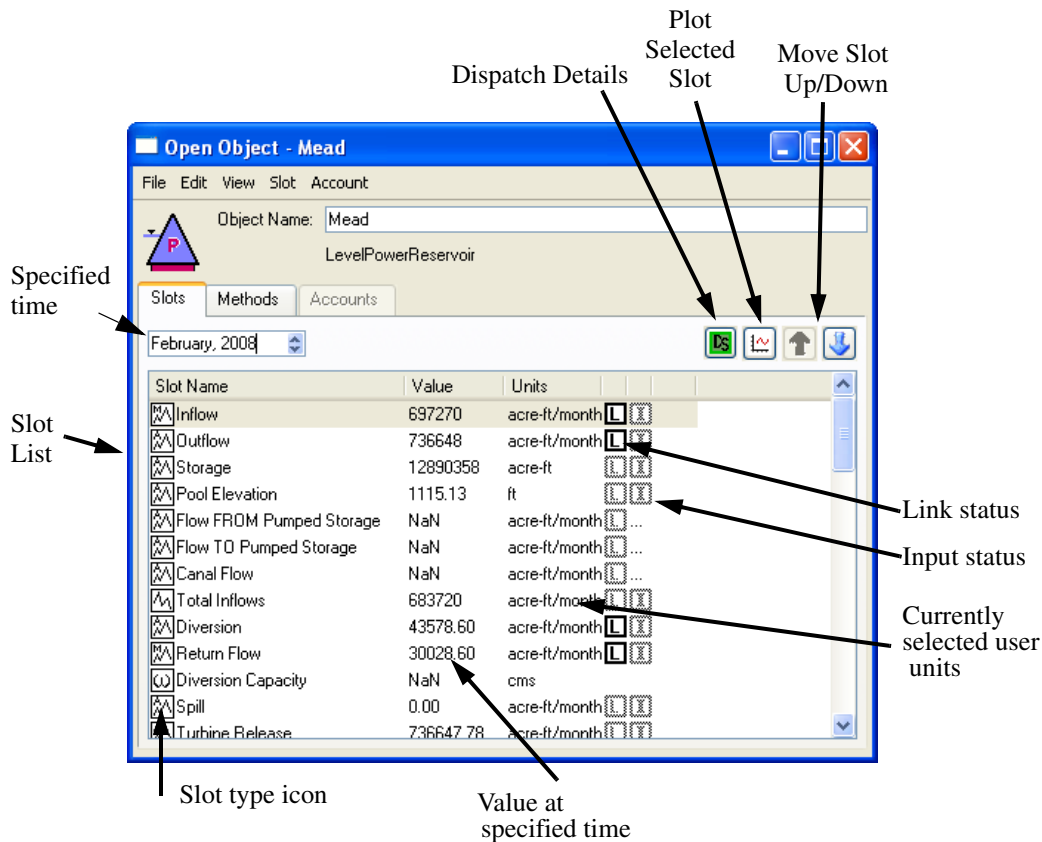 Plot
Selected
Slot
Dispatch Details
Move Slot
Up/Down
Open Object - Mead
File Edit View Slot Account
Object Name: Mead
P
LevelPowerReservoir
Specified
time
Slots Methods Accounts
February, 2008
DS
Slot Name Value Units
Inflow 697270 acre-ft/month L I
Outflow 736648 acre-ft/month L I
Storage 12890358 acre-ft L I
Pool Elevation 1115.13 ft L I
Flow FROM Pumped Storage NaN acre-ft/month L ...
Flow TO Pumped Storage NaN acre-ft/month L ...
Canal Flow NaN acre-ft/month L ...
Total Inflows 683720 acre-ft/month L I
Diversion 43578.60 acre-ft/month L I
Return Flow 30028.60 acre-ft/month L I
Diversion Capacity NaN cms
Spill 0.00 acre-ft/month L I
Turbine Release 736647.78 acre-ft/month L I
Slot
List
Link status
Input status
Currently
selected user
units
Slot type icon
Value at
specified time